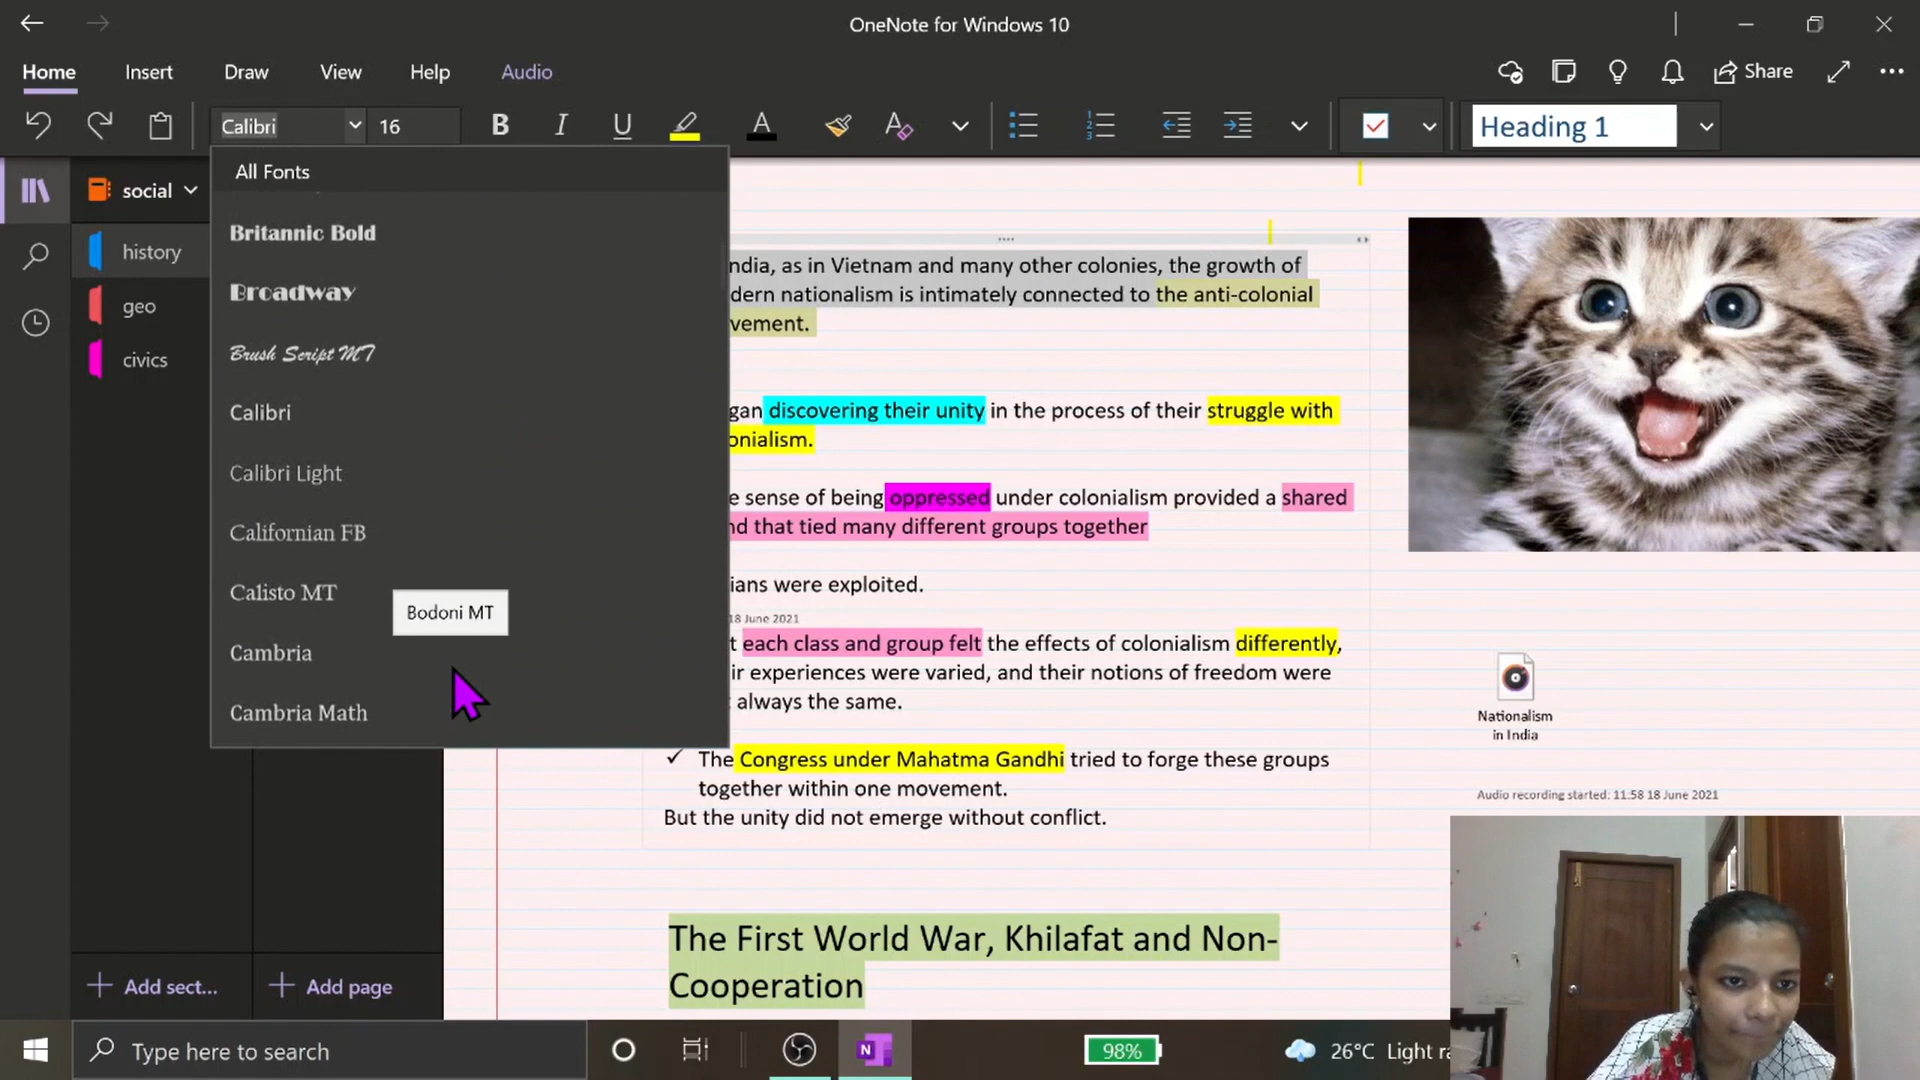 OneNote for Windows 10
Home Insert Draw View Help Audio Share
Calibri 16 B I U A A Heading 1
All Fonts
Britannic Bold
Broadway
Brush Script MT
Calibri
Calibri Light
Californian FB
Calisto MT
Bodoni MT
Cambria
Cambria Math
social
history
geo
civics
ndia, as in Vietnam and many other colonies, the growth of
dern nationalism is intimately connected to the anti-colonial
vement.
gan discovering their unity in the process of their struggle with
onialism.
e sense of being oppressed under colonialism provided a shared
nd that tied many different groups together
ians were exploited.
18 June 2021
t each class and group felt the effects of colonialism differently,
ir experiences were varied, and their notions of freedom were
t always the same.
The Congress under Mahatma Gandhi tried to forge these groups
together within one movement.
But the unity did not emerge without conflict.
Nationalism
in India
Audio recording started: 11:58 18 June 2021
The First World War, Khilafat and Non-
Cooperation
Add sect... Add page
Type here to search
N
98%
26°C Light ra